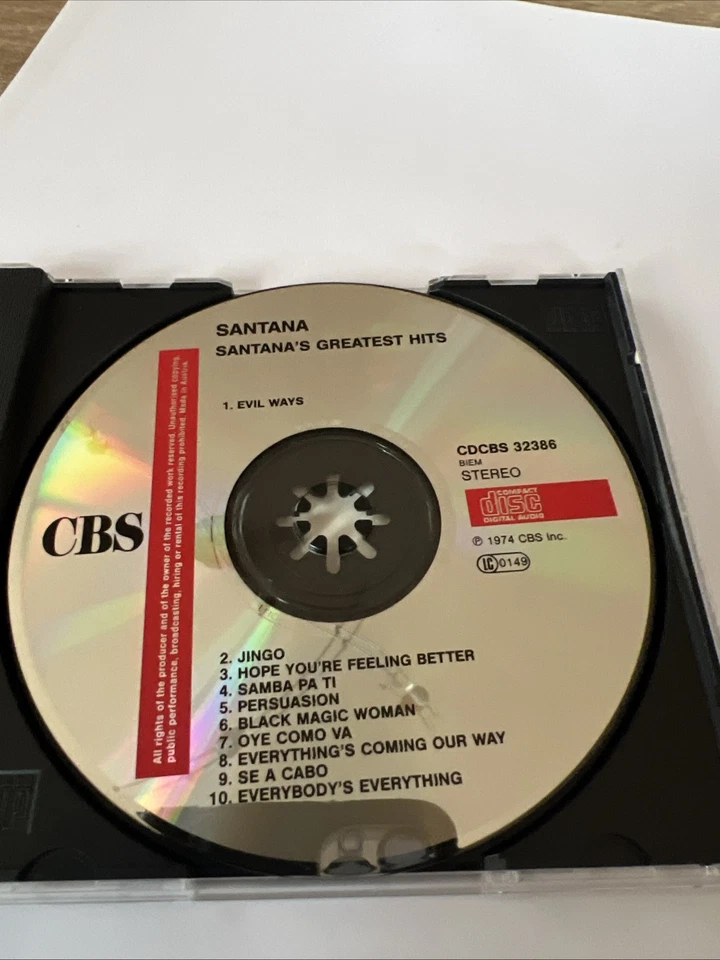 SANTANA
SANTANA'S GREATEST HITS
1. EVIL WAYS
CDCBS 32386
BIEM
STEREO
COMPACT
disc
DIGITAL AUDIO
℗ 1974 CBS Inc.
LC 0149
CBS
All rights of the producer and of the owner of the recorded work reserved. Unauthorised copying,
public performance, broadcasting, hiring or rental of this recording prohibited. Made in Austria.
2. JINGO
3. HOPE YOU'RE FEELING BETTER
4. SAMBA PA TI
5. PERSUASION
6. BLACK MAGIC WOMAN
7. OYE COMO VA
8. EVERYTHING'S COMING OUR WAY
9. SE A CABO
10. EVERYBODY'S EVERYTHING